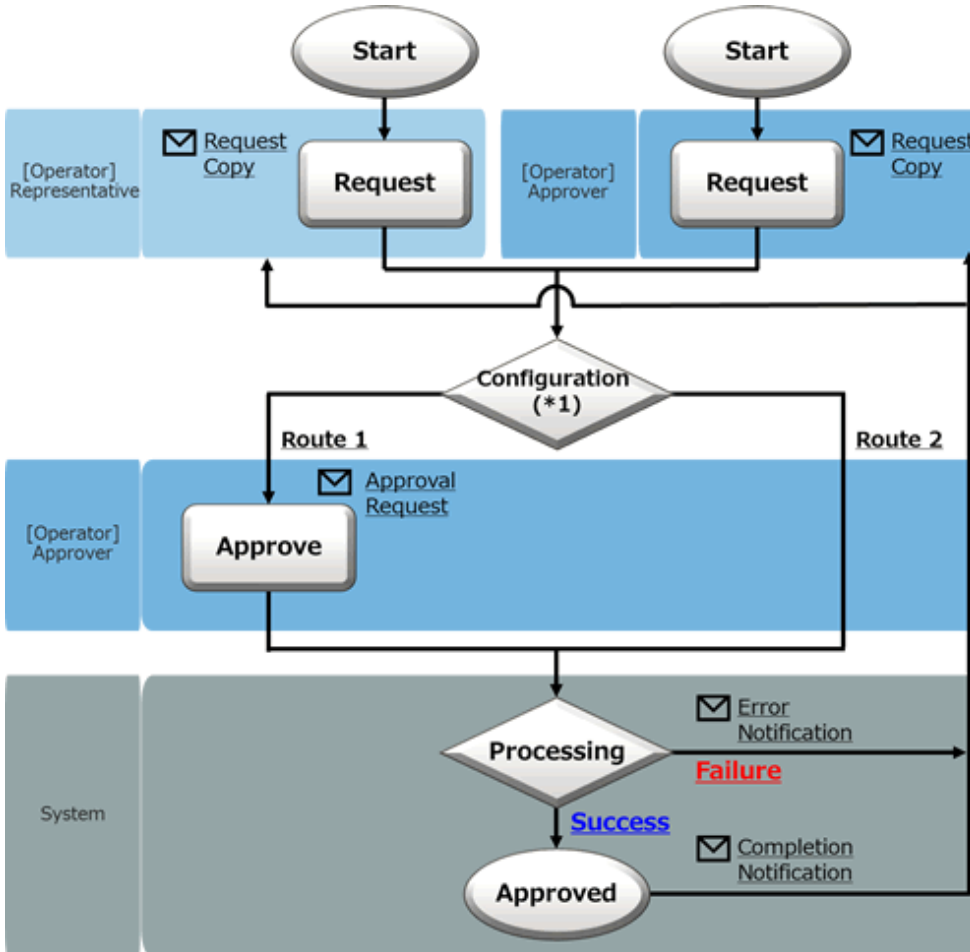 Start
Start
Request
Copy
Request
Copy
[Operator]
Representative
Request
[Operator]
Approver
Request
Configuration
(*1)
Route 1
Route 2
Approval
Request
[Operator]
Approver
Approve
Error
Notification
Processing
Failure
System
Success
Completion
Notification
Approved